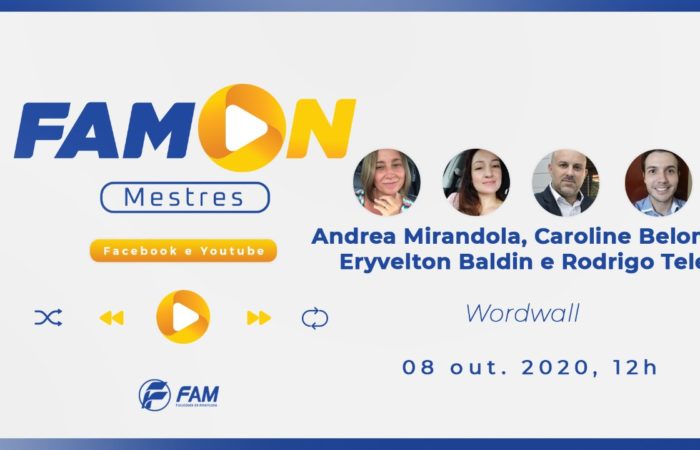 FAMON
Mestres
Facebook e Youtube
FAM
Andrea Mirandola, Caroline Belon
Eryvelton Baldin e Rodrigo Tele
Wordwall
08 out. 2020, 12h